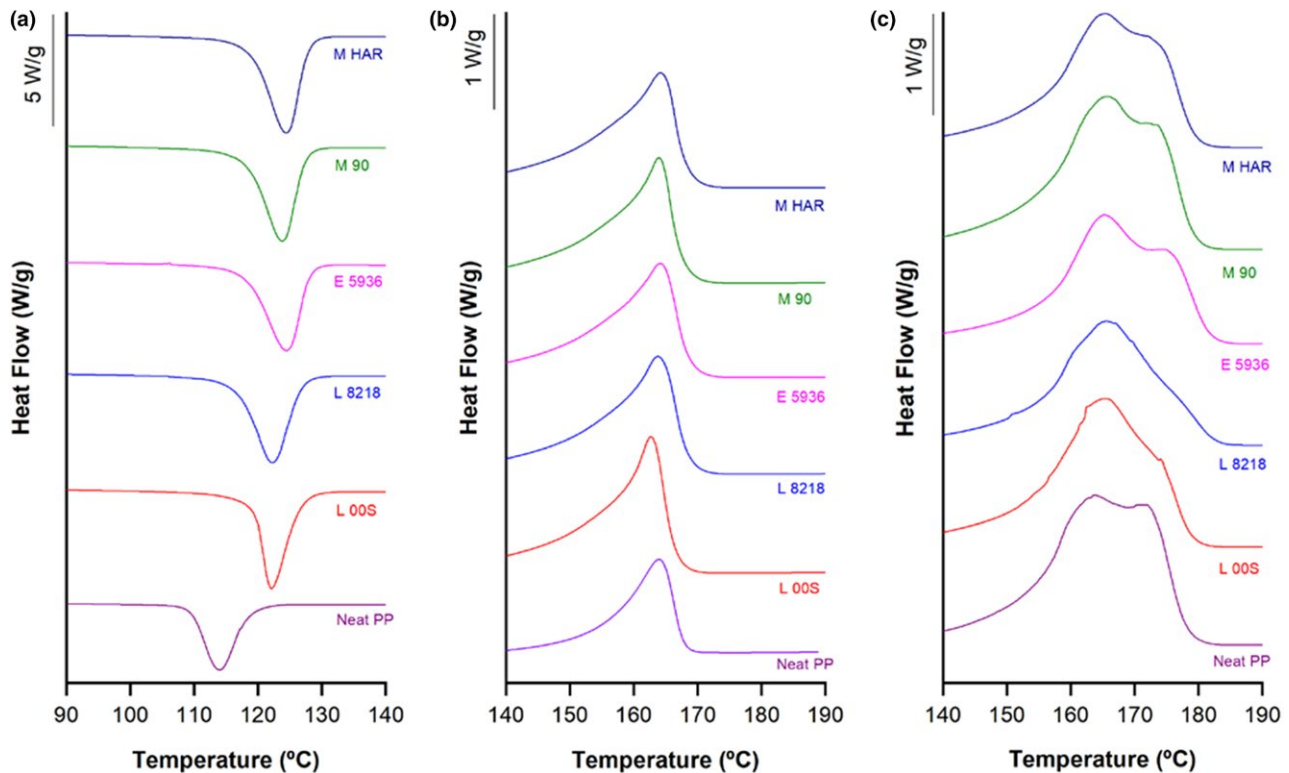 (a)
5 W/g
M HAR
M 90
E 5936
L 8218
L 00S
Neat PP
Heat Flow (W/g)
90 100 110 120 130 140
Temperature (ºC)
(b)
1 W/g
M HAR
M 90
E 5936
L 8218
L 00S
Neat PP
Heat Flow (W/g)
140 150 160 170 180 190
Temperature (ºC)
(c)
1 W/g
M HAR
M 90
E 5936
L 8218
L 00S
Neat PP
Heat Flow (W/g)
140 150 160 170 180 190
Temperature (ºC)